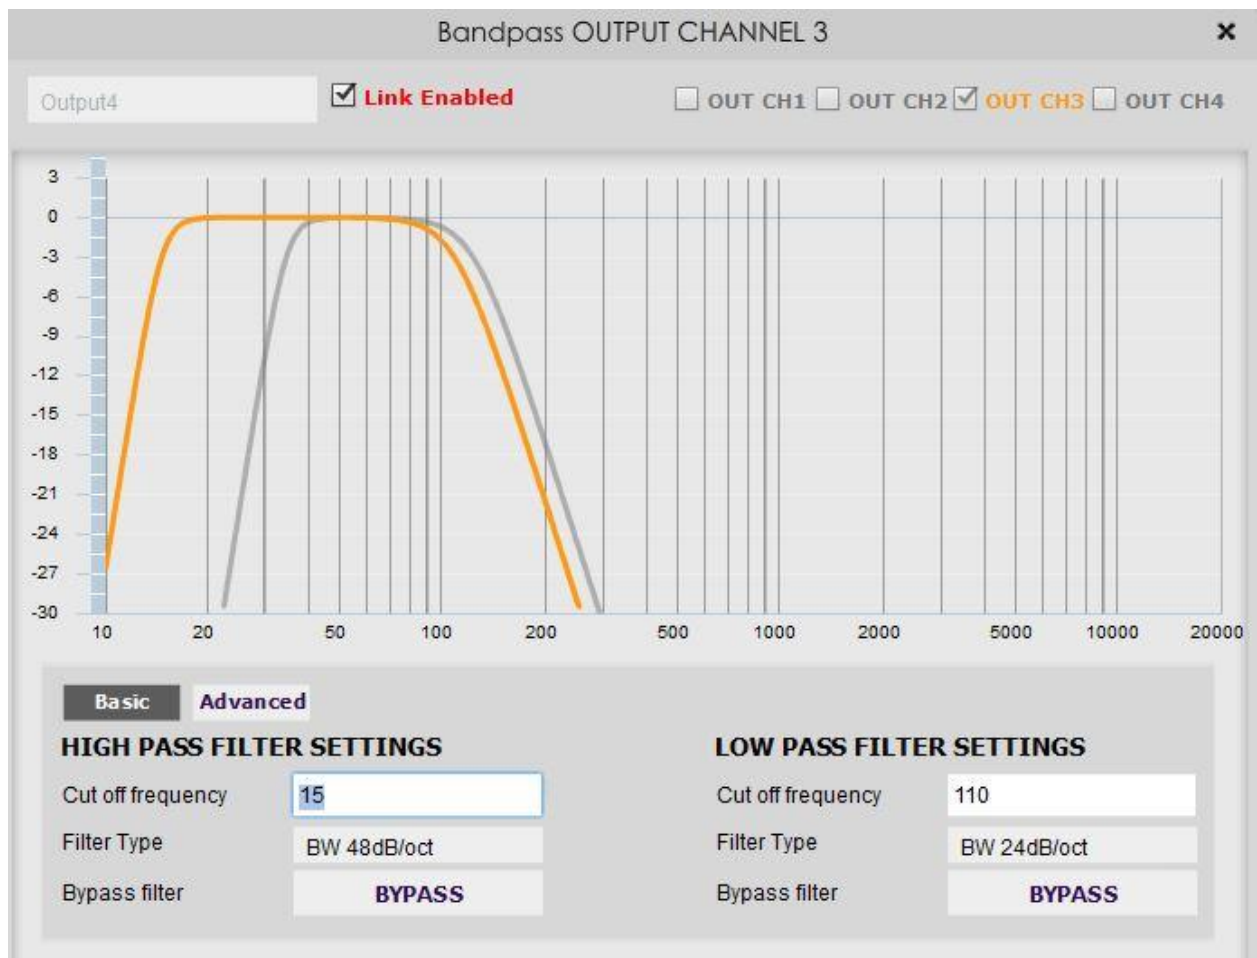 Bandpass OUTPUT CHANNEL 3 ×
Output4 Link Enabled OUT CH1 OUT CH2 OUT CH3 OUT CH4
3
0
-3
-6
-9
-12
-15
-18
-21
-24
-27
-30
10 20 50 100 200 500 1000 2000 5000 10000 20000
Basic Advanced
HIGH PASS FILTER SETTINGS LOW PASS FILTER SETTINGS
Cut off frequency 15 Cut off frequency 110
Filter Type BW 48dB/oct Filter Type BW 24dB/oct
Bypass filter BYPASS Bypass filter BYPASS